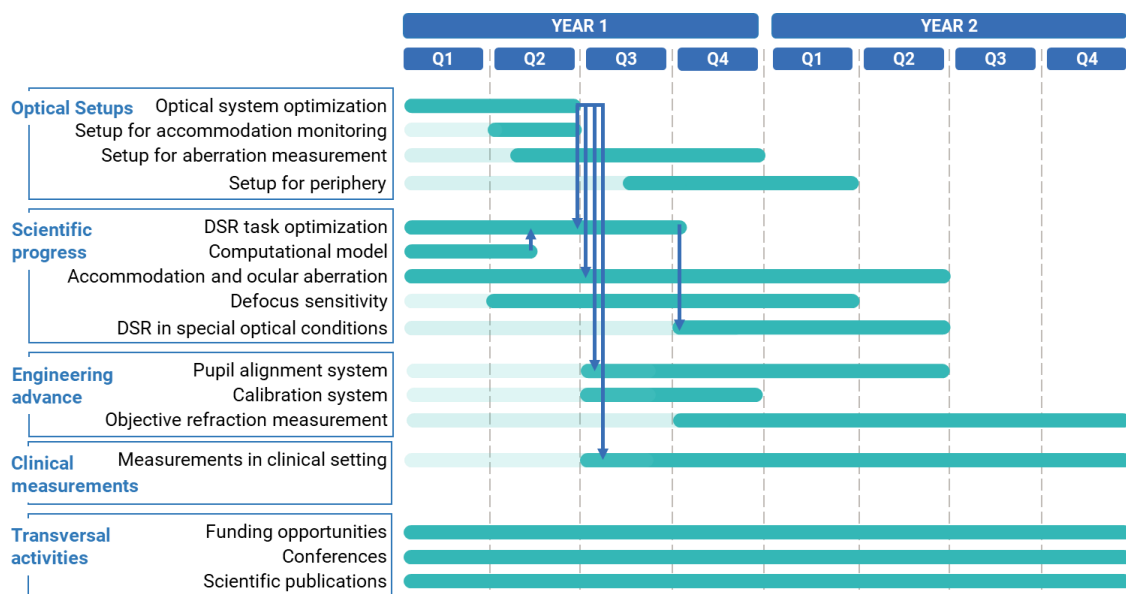 YEAR 1
YEAR 2
Q1
Q2
Q3
Q4
Q1
Q2
Q3
Q4
Optical Setups
Optical system optimization
Setup for accommodation monitoring
Setup for aberration measurement
Setup for periphery
Scientific
progress
DSR task optimization
Computational model
Accommodation and ocular aberration
Defocus sensitivity
DSR in special optical conditions
Engineering
advance
Pupil alignment system
Calibration system
Objective refraction measurement
Clinical
measurements
Measurements in clinical setting
Transversal
activities
Funding opportunities
Conferences
Scientific publications